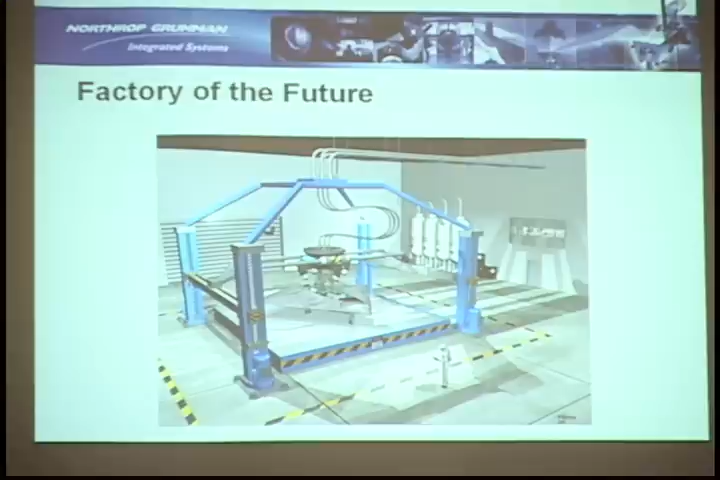 NORTHROP GRUMMAN
Integrated Systems
Factory of the Future